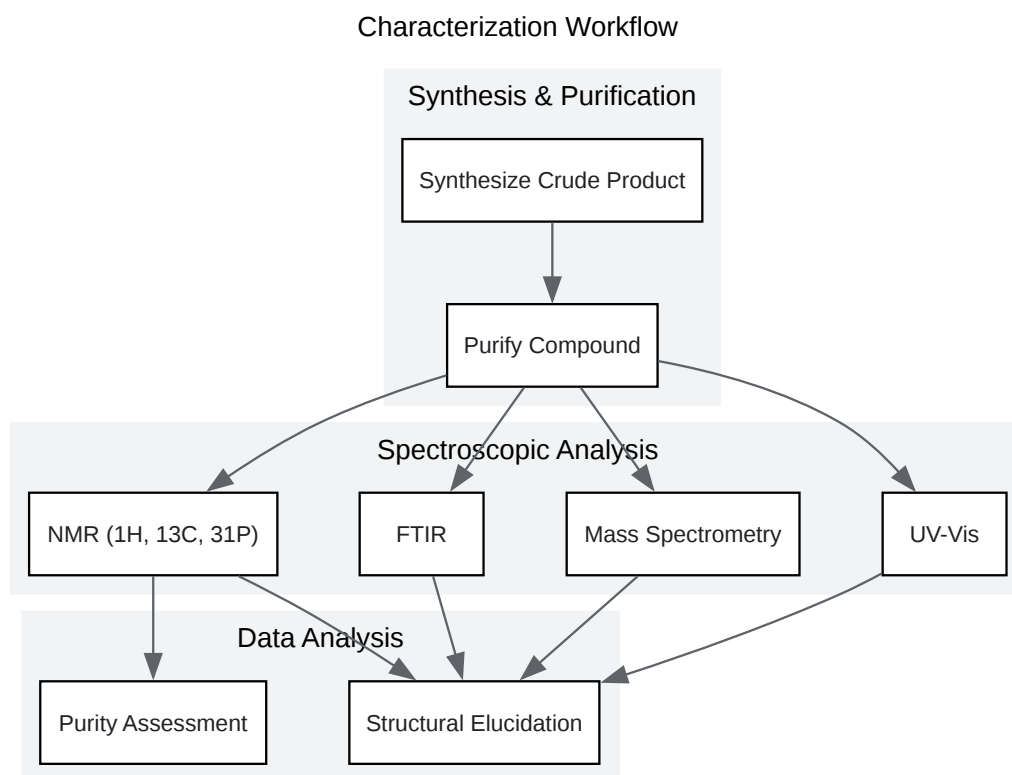 Characterization Workflow
Synthesis & Purification
Synthesize Crude Product
Purify Compound
Spectroscopic Analysis
NMR (1H, 13C, 31P)
FTIR
Mass Spectrometry
UV-Vis
Data Analysis
Purity Assessment
Structural Elucidation